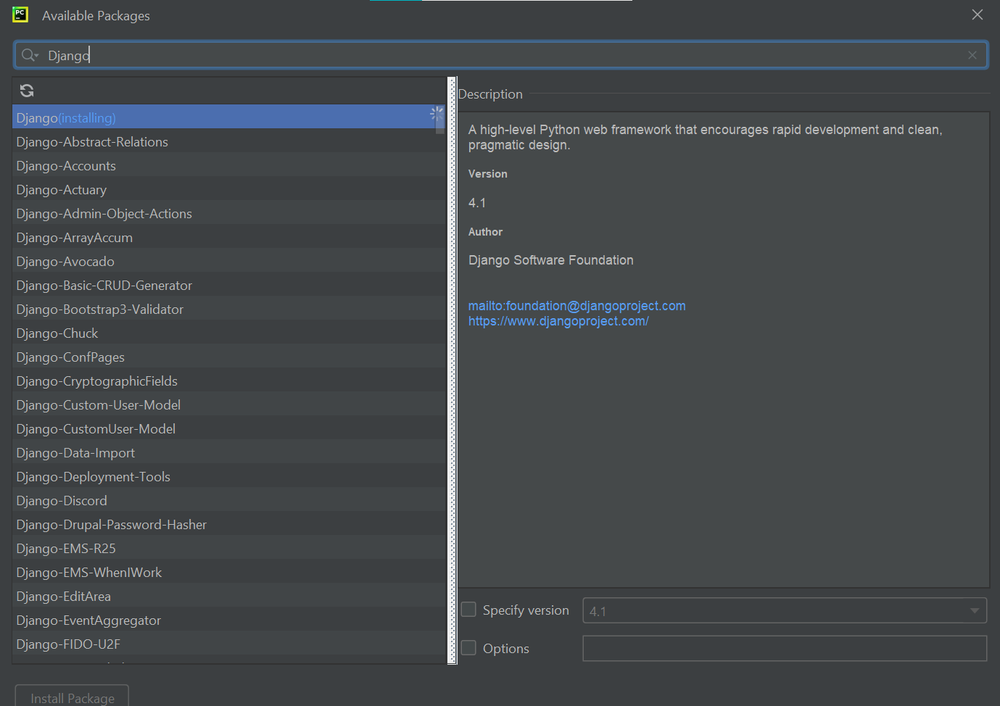 PC
Available Packages
Django
Description
Django(installing)
Django-Abstract-Relations
Django-Accounts
Django-Actuary
Django-Admin-Object-Actions
Django-ArrayAccum
Django-Avocado
Django-Basic-CRUD-Generator
Django-Bootstrap3-Validator
Django-Chuck
Django-ConfPages
Django-CryptographicFields
Django-Custom-User-Model
Django-CustomUser-Model
Django-Data-Import
Django-Deployment-Tools
Django-Discord
Django-Drupal-Password-Hasher
Django-EMS-R25
Django-EMS-WhenIWork
Django-EditArea
Django-EventAggregator
Django-FIDO-U2F
A high-level Python web framework that encourages rapid development and clean,
pragmatic design.
Version
4.1
Author
Django Software Foundation
mailto:foundation@djangoproject.com
https://www.djangoproject.com/
Specify version
4.1
Options
Install Package